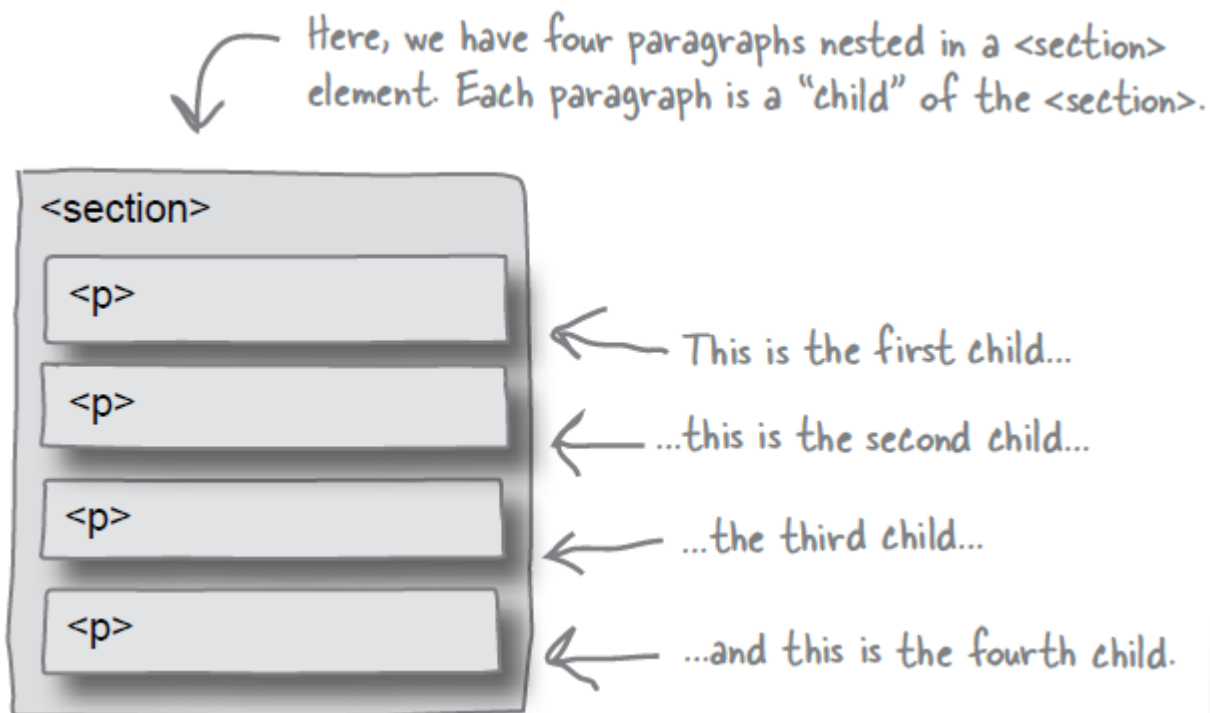 Here, we have four paragraphs nested in a <section>
element. Each paragraph is a “child” of the <section>.
<section>
<p>
This is the first child...
<p>
...this is the second child...
<p>
...the third child...
<p>
...and this is the fourth child.